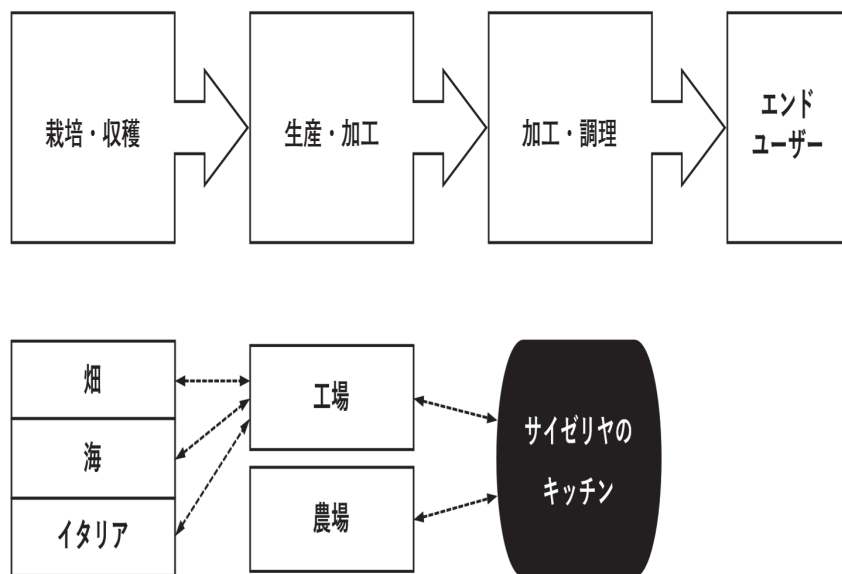 栽培・収穫
生産・加工
加工・調理
エンド
ユーザー
畑
海
イタリア
工場
農場
サイゼリヤの
キッチン